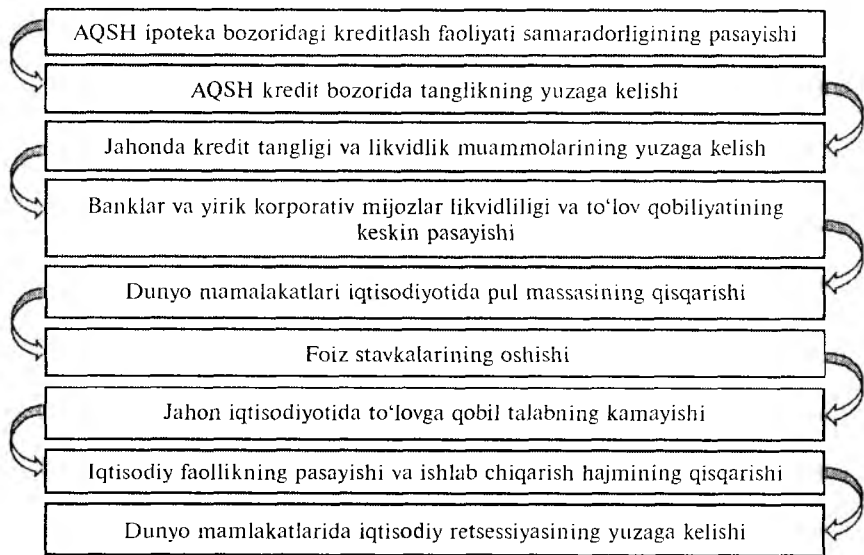 AQSH ipoteka bozoridagi kreditlash faoliyati samaradorligining pasayishi
AQSH kredit bozorida tanglikning yuzaga kelishi
Jahonda kredit tangligi va likvidlik muammolarining yuzaga kelish
Banklar va yirik korporativ mijozlar likvidliligi va to‘lov qobiliyatining
keskin pasayishi
Dunyo mamalakatlari iqtisodiyotida pul massasining qisqarishi
Foiz stavkalarining oshishi
Jahon iqtisodiyotida to‘lovga qobil talabning kamayishi
Iqtisodiy faollikning pasayishi va ishlab chiqarish hajmining qisqarishi
Dunyo mamlakatlarida iqtisodiy retsessiyasining yuzaga kelishi